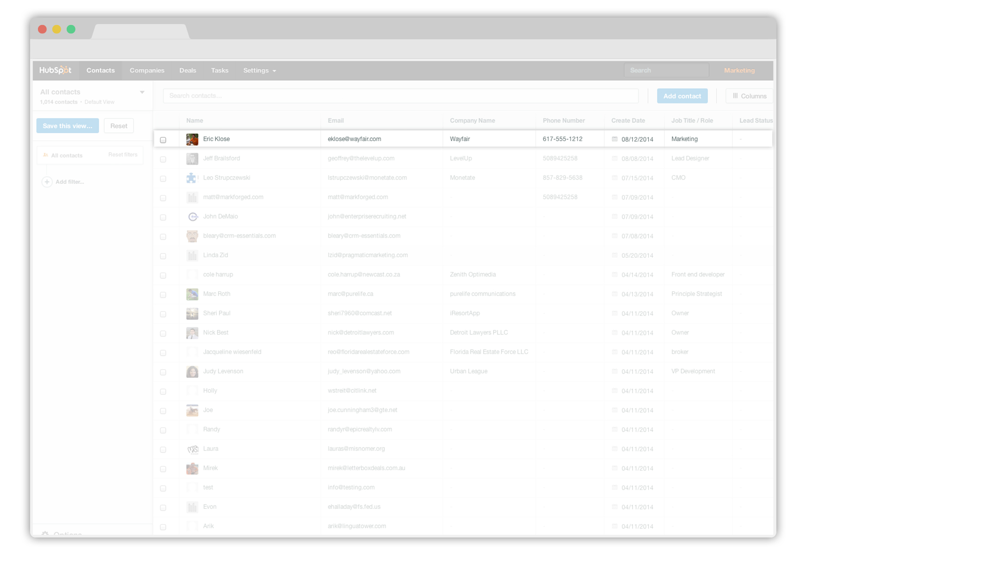 HubSpot Contacts Companies Deals Tasks Settings Search Marketing
All contacts
1,014 contacts • Default View
Search contacts... Add contact Columns
Save this view... Reset
All contacts Reset filters
Add filter...
Name Email Company Name Phone Number Create Date Job Title / Role Lead Status
Eric Klose eklose@wayfair.com Wayfair 617-555-1212 08/12/2014 Marketing -
Jeff Brailsford geoffrey@thelevelup.com LevelUp 5089425258 08/08/2014 Lead Designer -
Leo Strupczewski lstrupczewski@monetate.com Monetate 857-829-5638 07/15/2014 CMO -
matt@markforged.com matt@markforged.com - 5089425258 07/09/2014 - -
John DeMaio john@enterpriserecruiting.net - - 07/09/2014 - -
bleary@crm-essentials.com bleary@crm-essentials.com - - 07/08/2014 - -
Linda Zid lzid@pragmaticmarketing.com - - 05/20/2014 - -
cole harrup cole.harrup@newcast.co.za Zenith Optimedia - 04/14/2014 Front end developer -
Marc Roth marc@purelife.ca purelife communications - 04/13/2014 Principle Strategist -
Sheri Paul sheri7960@comcast.net iResortApp - 04/11/2014 Owner -
Nick Best nick@detroitlawyers.com Detroit Lawyers PLLC - 04/11/2014 Owner -
Jacqueline wiesenfeld reo@floridarealestateforce.com Florida Real Estate Force LLC - 04/11/2014 broker -
Judy Levenson judy_levenson@yahoo.com Urban League - 04/11/2014 VP Development -
Holly wstreit@citlink.net - - 04/11/2014 - -
Joe joe.cunningham3@gte.net - - 04/11/2014 - -
Randy randyr@epicrealtylv.com - - 04/11/2014 - -
Laura lauras@misnomer.org - - 04/11/2014 - -
Mirek mirek@letterboxdeals.com.au - - 04/11/2014 - -
test info@testing.com - - 04/11/2014 - -
Evon ehalladay@fs.fed.us - - 04/11/2014 - -
Arik arik@linguatower.com - - 04/11/2014 - -
Options